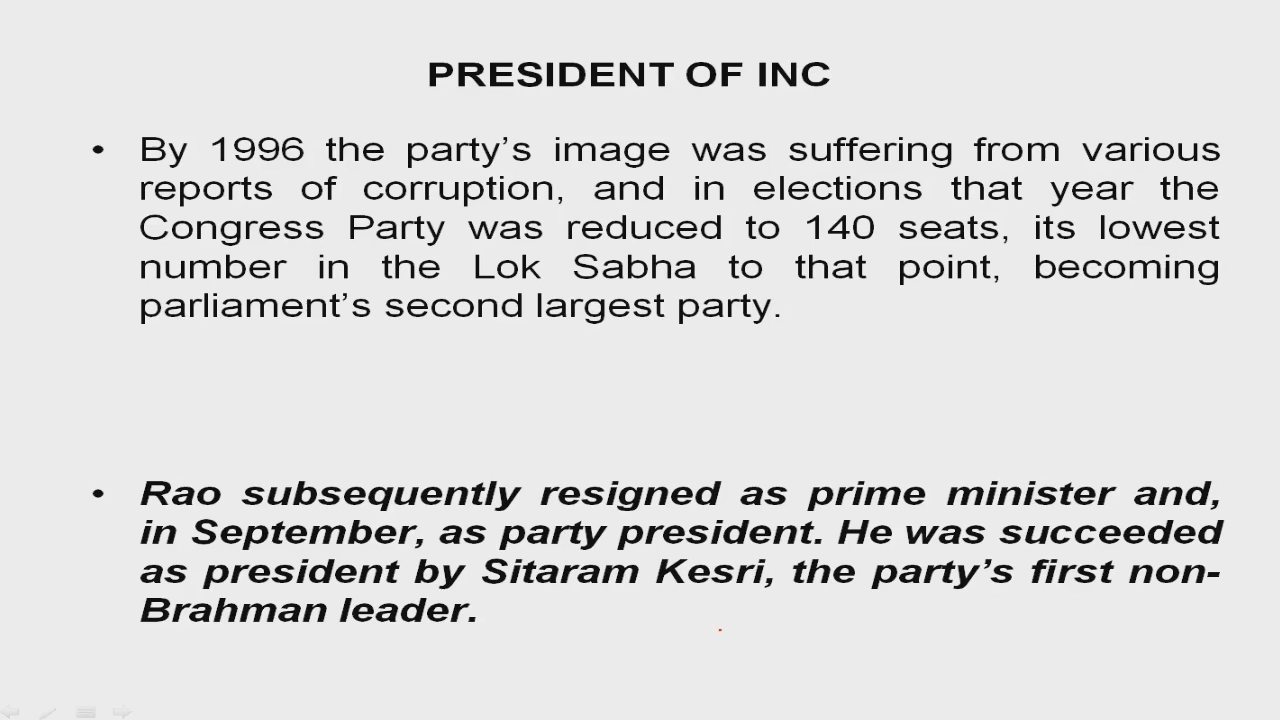 PRESIDENT OF INC
• By 1996 the party's image was suffering from various
reports of corruption, and in elections that year the
Congress Party was reduced to 140 seats, its lowest
number in the Lok Sabha to that point, becoming
parliament's second largest party.
• Rao subsequently resigned as prime minister and,
in September, as party president. He was succeeded
as president by Sitaram Kesri, the party's first non-
Brahman leader.